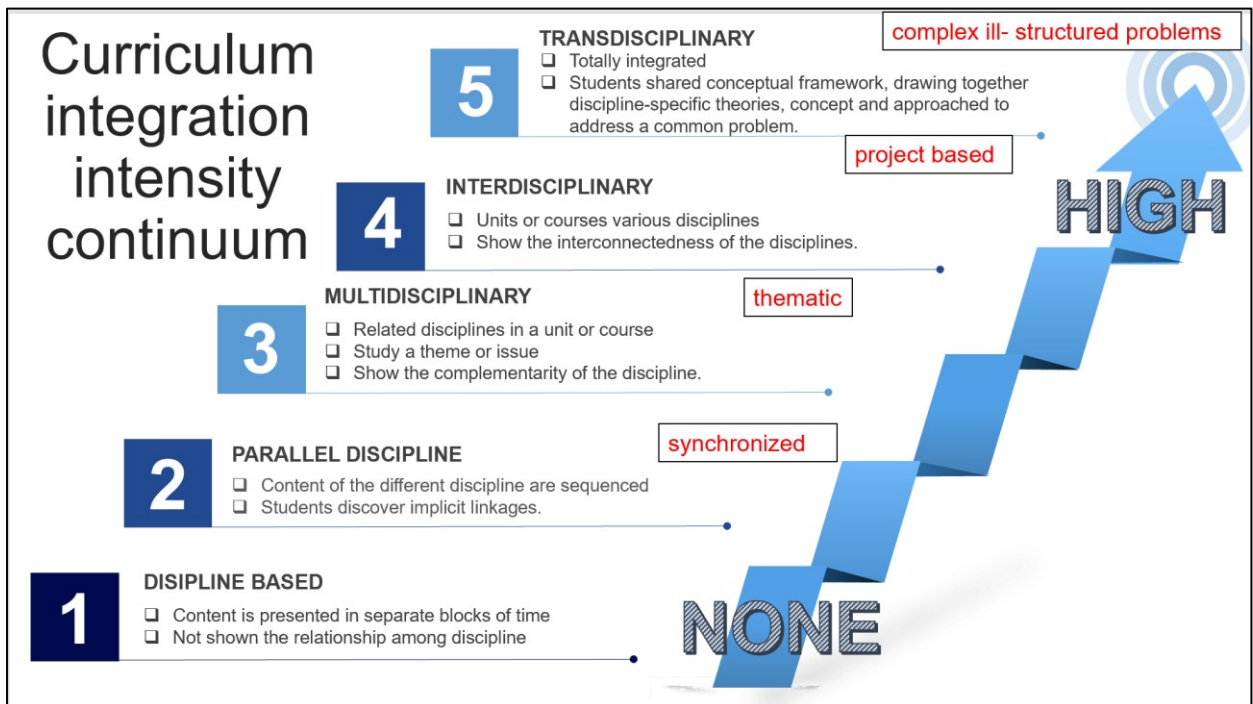 Curriculum
integration
intensity
continuum
complex ill- structured problems
5
TRANSDISCIPLINARY
❑ Totally integrated
❑ Students shared conceptual framework, drawing together
discipline-specific theories, concept and approached to
address a common problem.
project based
4
INTERDISCIPLINARY
❑ Units or courses various disciplines
❑ Show the interconnectedness of the disciplines.
HIGH
thematic
3
MULTIDISCIPLINARY
❑ Related disciplines in a unit or course
❑ Study a theme or issue
❑ Show the complementarity of the discipline.
synchronized
2
PARALLEL DISCIPLINE
❑ Content of the different discipline are sequenced
❑ Students discover implicit linkages.
1
DISIPLINE BASED
❑ Content is presented in separate blocks of time
❑ Not shown the relationship among discipline
NONE